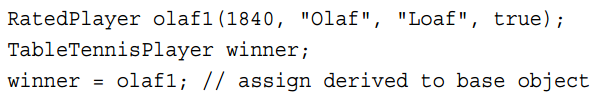 RatedPlayer olaf1(1840, "Olaf", "Loaf", true);
TableTennisPlayer winner;
winner = olaf1; // assign derived to base object